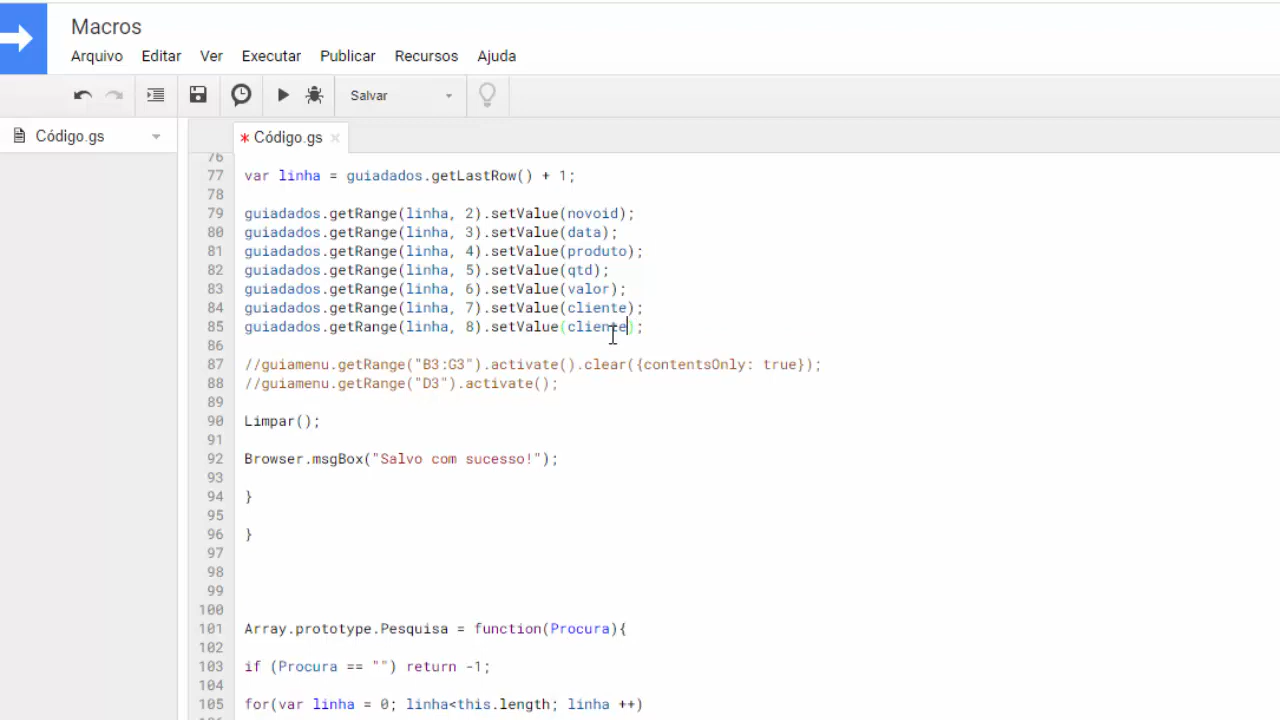 Macros
Arquivo Editar Ver Executar Publicar Recursos Ajuda
Salvar
Código.gs
* Código.gs ×
76
77 var linha = guiadados.getLastRow() + 1;
78
79 guiadados.getRange(linha, 2).setValue(novoid);
80 guiadados.getRange(linha, 3).setValue(data);
81 guiadados.getRange(linha, 4).setValue(produto);
82 guiadados.getRange(linha, 5).setValue(qtd);
83 guiadados.getRange(linha, 6).setValue(valor);
84 guiadados.getRange(linha, 7).setValue(cliente);
85 guiadados.getRange(linha, 8).setValue(cliente);
86
87 //guiamenu.getRange("B3:G3").activate().clear({contentsOnly: true});
88 //guiamenu.getRange("D3").activate();
89
90 Limpar();
91
92 Browser.msgBox("Salvo com sucesso!");
93
94 }
95
96 }
97
98
99
100
101 Array.prototype.Pesquisa = function(Procura){
102
103 if (Procura == "") return -1;
104
105 for(var linha = 0; linha<this.length; linha ++)